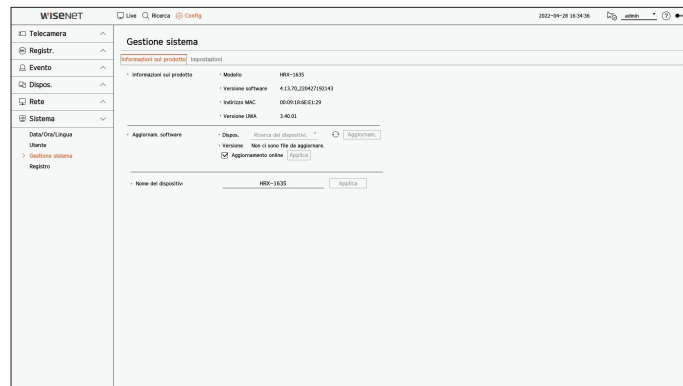 WISENET
Live Ricerca Config
2022-04-28 16:34:36 admin
Telecamera
Registr.
Evento
Dispos.
Rete
Sistema
Data/Ora/Lingua
Utente
Gestione sistema
Registro
Gestione sistema
Informazioni sul prodotto Impostazioni
Informazioni sul prodotto
Modello HRX-1635
Versione software 4.13.70_220427192143
Indirizzo MAC 00:09:18:6E:E1:29
Versione UWA 3.40.01
Aggiornam. software
Dispos. Ricerca dei dispositivi. Aggiornam.
Versione Non ci sono file da aggiornare.
Aggiornamento online Applica
Nome del dispositiv HRX-1635 Applica